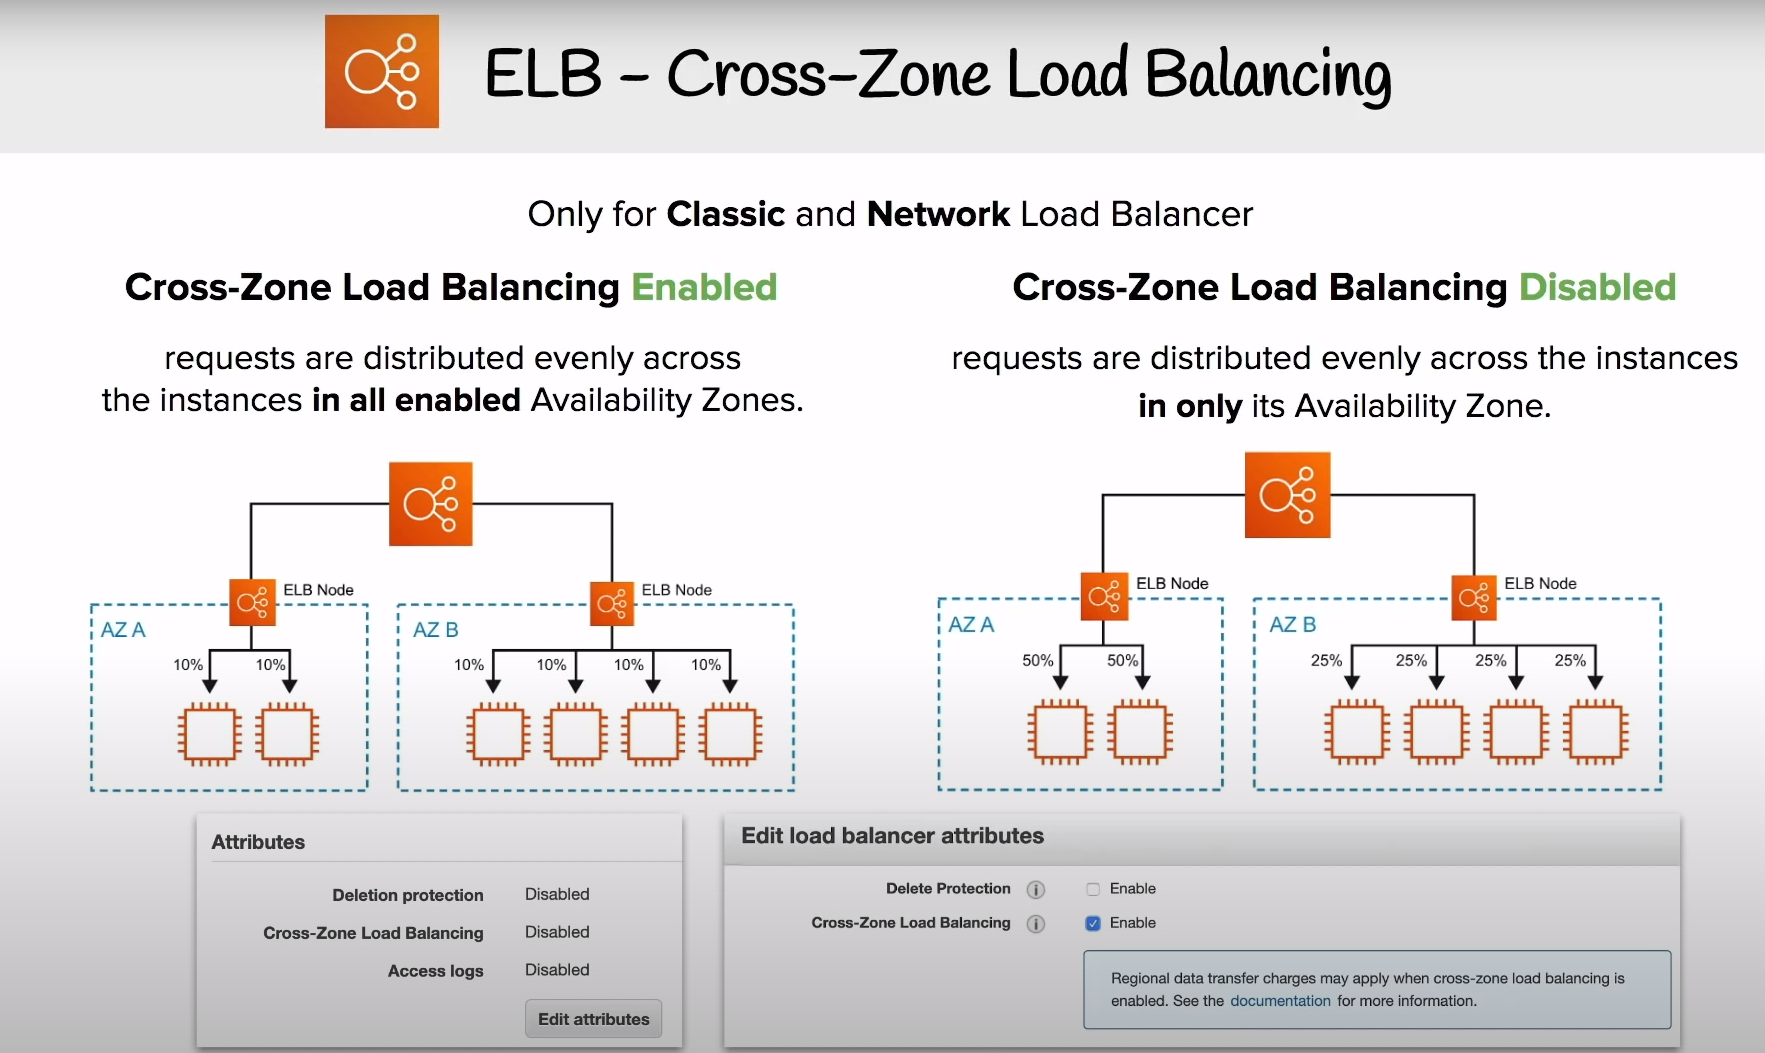 ELB - Cross-Zone Load Balancing
Only for Classic and Network Load Balancer
Cross-Zone Load Balancing Enabled
requests are distributed evenly across
the instances in all enabled Availability Zones.
ELB Node
ELB Node
AZ A
AZ B
10%
10%
10%
10%
10%
10%
Cross-Zone Load Balancing Disabled
requests are distributed evenly across the instances
in only its Availability Zone.
ELB Node
ELB Node
AZ A
AZ B
50%
50%
25%
25%
25%
25%
Attributes
Deletion protection Disabled
Cross-Zone Load Balancing Disabled
Access logs Disabled
Edit attributes
Edit load balancer attributes
Delete Protection i Enable
Cross-Zone Load Balancing i Enable
Regional data transfer charges may apply when cross-zone load balancing is
enabled. See the documentation for more information.